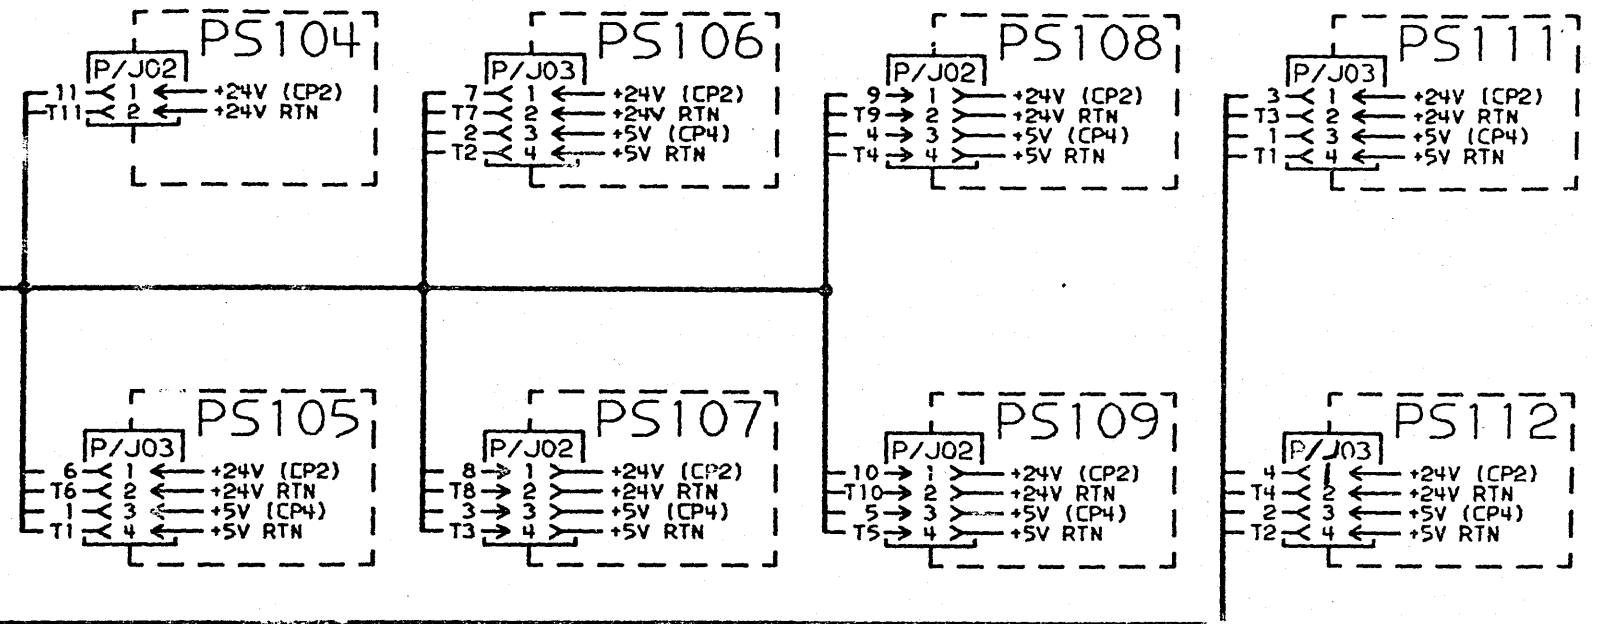 PS104
P/J02
11 1 +24V (CP2)
T11 2 +24V RTN
PS106
P/J03
7 1 +24V (CP2)
T7 2 +24V RTN
2 3 +5V (CP4)
T2 4 +5V RTN
PS108
P/J02
9 1 +24V (CP2)
T9 2 +24V RTN
4 3 +5V (CP4)
T4 4 +5V RTN
PS111
P/J03
3 1 +24V (CP2)
T3 2 +24V RTN
1 3 +5V (CP4)
T1 4 +5V RTN
PS105
P/J03
6 1 +24V (CP2)
T6 2 +24V RTN
1 3 +5V (CP4)
T1 4 +5V RTN
PS107
P/J02
8 1 +24V (CP2)
T8 2 +24V RTN
3 3 +5V (CP4)
T3 4 +5V RTN
PS109
P/J02
10 1 +24V (CP2)
T10 2 +24V RTN
5 3 +5V (CP4)
T5 4 +5V RTN
PS112
P/J03
4 1 +24V (CP2)
T4 2 +24V RTN
2 3 +5V (CP4)
T2 4 +5V RTN